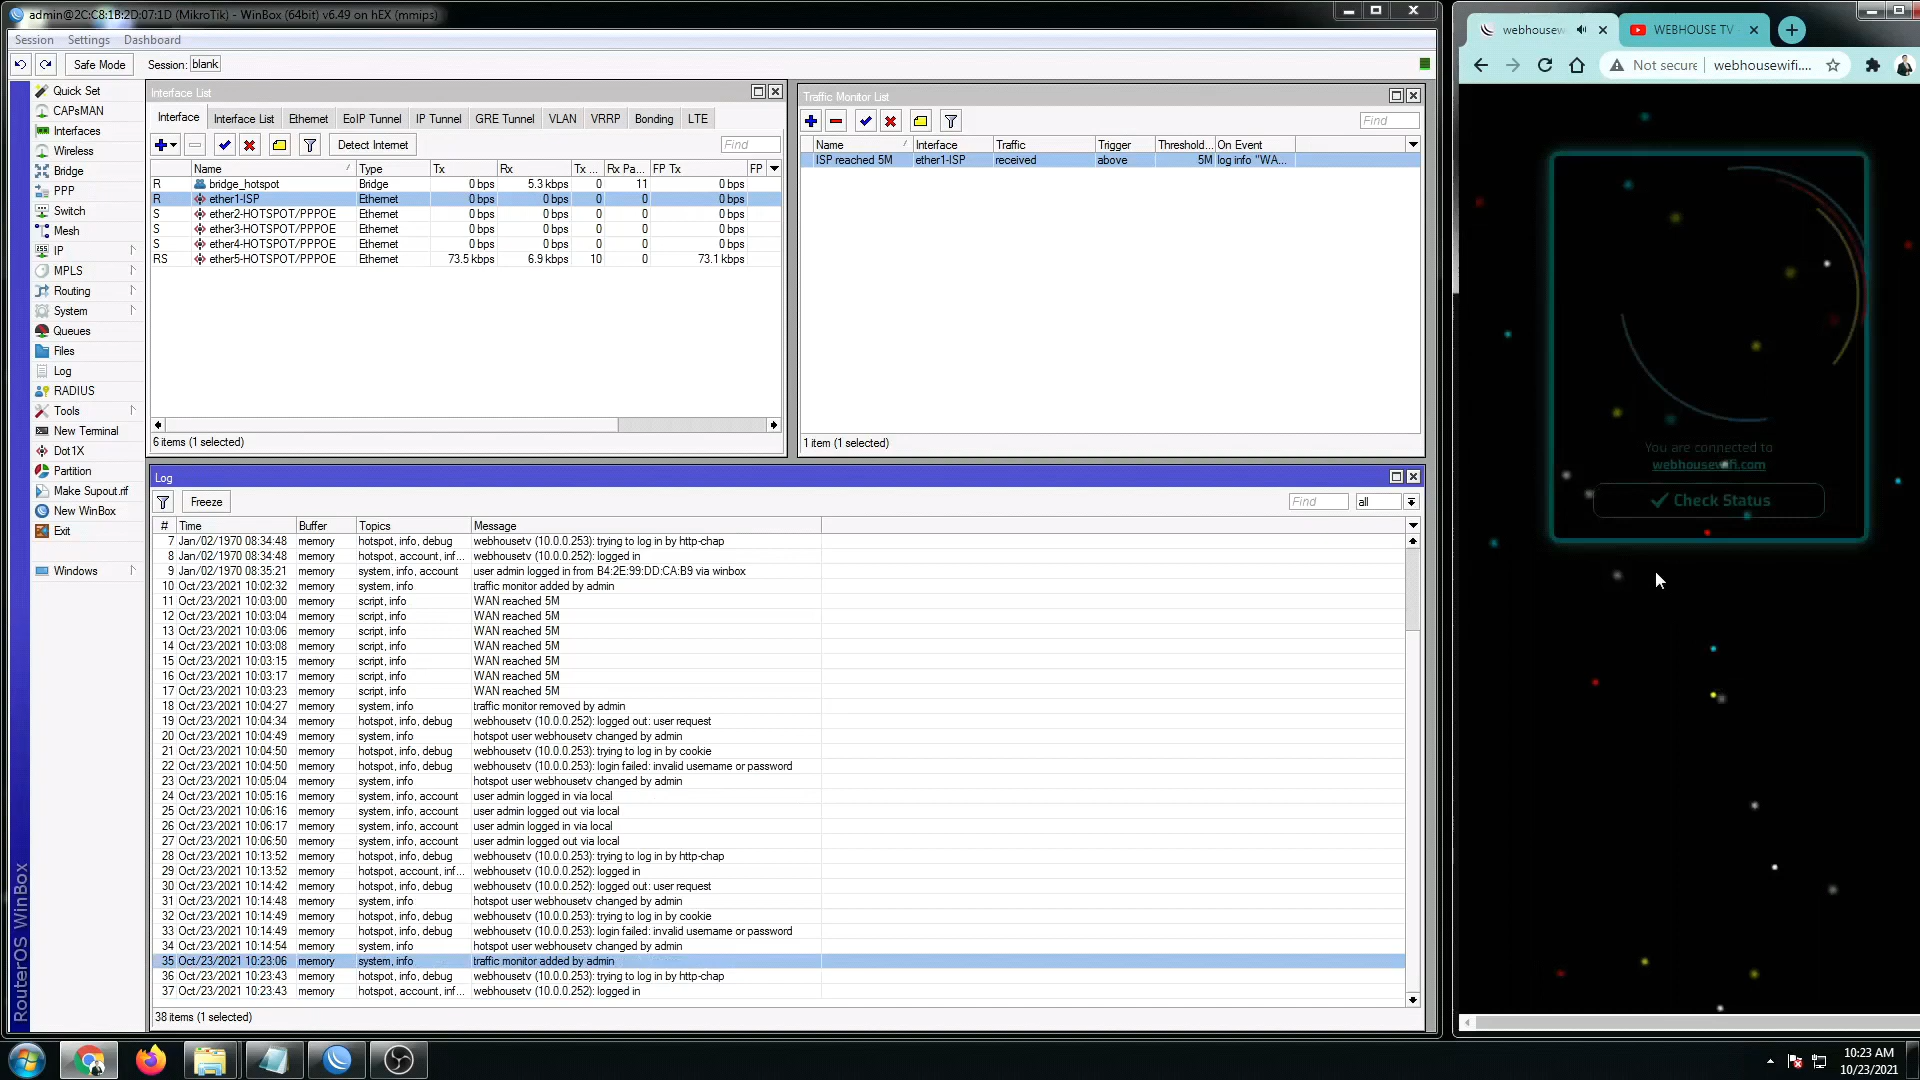 admin@2C:C8:1B:2D:07:1D (MikroTik) - WinBox (64bit) v6.49 on hEX (mmips)
Session Settings Dashboard
Safe Mode Session: blank
Quick Set
CAPsMAN
Interfaces
Wireless
Bridge
PPP
Switch
Mesh
IP
MPLS
Routing
System
Queues
Files
Log
RADIUS
Tools
New Terminal
Dot1X
Partition
Make Supout.rif
New WinBox
Exit
Windows
RouterOS WinBox
Interface List
Interface Interface List Ethernet EoIP Tunnel IP Tunnel GRE Tunnel VLAN VRRP Bonding LTE
Detect Internet Find
Name Type Tx Rx Tx ... Rx Pa... FP Tx FP
R bridge_hotspot Bridge 0 bps 5.3 kbps 0 11 0 bps
R ether1-ISP Ethernet 0 bps 0 bps 0 0 0 bps
S ether2-HOTSPOT/PPPOE Ethernet 0 bps 0 bps 0 0 0 bps
S ether3-HOTSPOT/PPPOE Ethernet 0 bps 0 bps 0 0 0 bps
S ether4-HOTSPOT/PPPOE Ethernet 0 bps 0 bps 0 0 0 bps
RS ether5-HOTSPOT/PPPOE Ethernet 73.5 kbps 6.9 kbps 10 0 73.1 kbps
6 items (1 selected)
Traffic Monitor List
Find
Name Interface Traffic Trigger Threshold... On Event
ISP reached 5M ether1-ISP received above 5M log info "WA...
1 item (1 selected)
Log
Freeze Find all
# Time Buffer Topics Message
7 Jan/02/1970 08:34:48 memory hotspot, info, debug webhousetv (10.0.0.253): trying to log in by http-chap
8 Jan/02/1970 08:34:48 memory hotspot, account, inf... webhousetv (10.0.0.252): logged in
9 Jan/02/1970 08:35:21 memory system, info, account user admin logged in from B4:2E:99:DD:CA:B9 via winbox
10 Oct/23/2021 10:02:32 memory system, info traffic monitor added by admin
11 Oct/23/2021 10:03:00 memory script, info WAN reached 5M
12 Oct/23/2021 10:03:04 memory script, info WAN reached 5M
13 Oct/23/2021 10:03:06 memory script, info WAN reached 5M
14 Oct/23/2021 10:03:08 memory script, info WAN reached 5M
15 Oct/23/2021 10:03:15 memory script, info WAN reached 5M
16 Oct/23/2021 10:03:17 memory script, info WAN reached 5M
17 Oct/23/2021 10:03:23 memory script, info WAN reached 5M
18 Oct/23/2021 10:04:27 memory system, info traffic monitor removed by admin
19 Oct/23/2021 10:04:34 memory hotspot, info, debug webhousetv (10.0.0.252): logged out: user request
20 Oct/23/2021 10:04:49 memory system, info hotspot user webhousetv changed by admin
21 Oct/23/2021 10:04:50 memory hotspot, info, debug webhousetv (10.0.0.253): trying to log in by cookie
22 Oct/23/2021 10:04:50 memory hotspot, info, debug webhousetv (10.0.0.253): login failed: invalid username or password
23 Oct/23/2021 10:05:04 memory system, info hotspot user webhousetv changed by admin
24 Oct/23/2021 10:05:16 memory system, info, account user admin logged in via local
25 Oct/23/2021 10:06:16 memory system, info, account user admin logged out via local
26 Oct/23/2021 10:06:17 memory system, info, account user admin logged in via local
27 Oct/23/2021 10:06:50 memory system, info, account user admin logged out via local
28 Oct/23/2021 10:13:52 memory hotspot, info, debug webhousetv (10.0.0.253): trying to log in by http-chap
29 Oct/23/2021 10:13:52 memory hotspot, account, inf... webhousetv (10.0.0.252): logged in
30 Oct/23/2021 10:14:42 memory hotspot, info, debug webhousetv (10.0.0.252): logged out: user request
31 Oct/23/2021 10:14:48 memory system, info hotspot user webhousetv changed by admin
32 Oct/23/2021 10:14:49 memory hotspot, info, debug webhousetv (10.0.0.253): trying to log in by cookie
33 Oct/23/2021 10:14:49 memory hotspot, info, debug webhousetv (10.0.0.253): login failed: invalid username or password
34 Oct/23/2021 10:14:54 memory system, info hotspot user webhousetv changed by admin
35 Oct/23/2021 10:23:06 memory system, info traffic monitor added by admin
36 Oct/23/2021 10:23:43 memory hotspot, info, debug webhousetv (10.0.0.253): trying to log in by http-chap
37 Oct/23/2021 10:23:43 memory hotspot, account, inf... webhousetv (10.0.0.252): logged in
38 items (1 selected)
webhousew WEBHOUSE TV
Not secure webhousewifi....
You are connected to
webhousewifi.com
Check Status
10:23 AM
10/23/2021